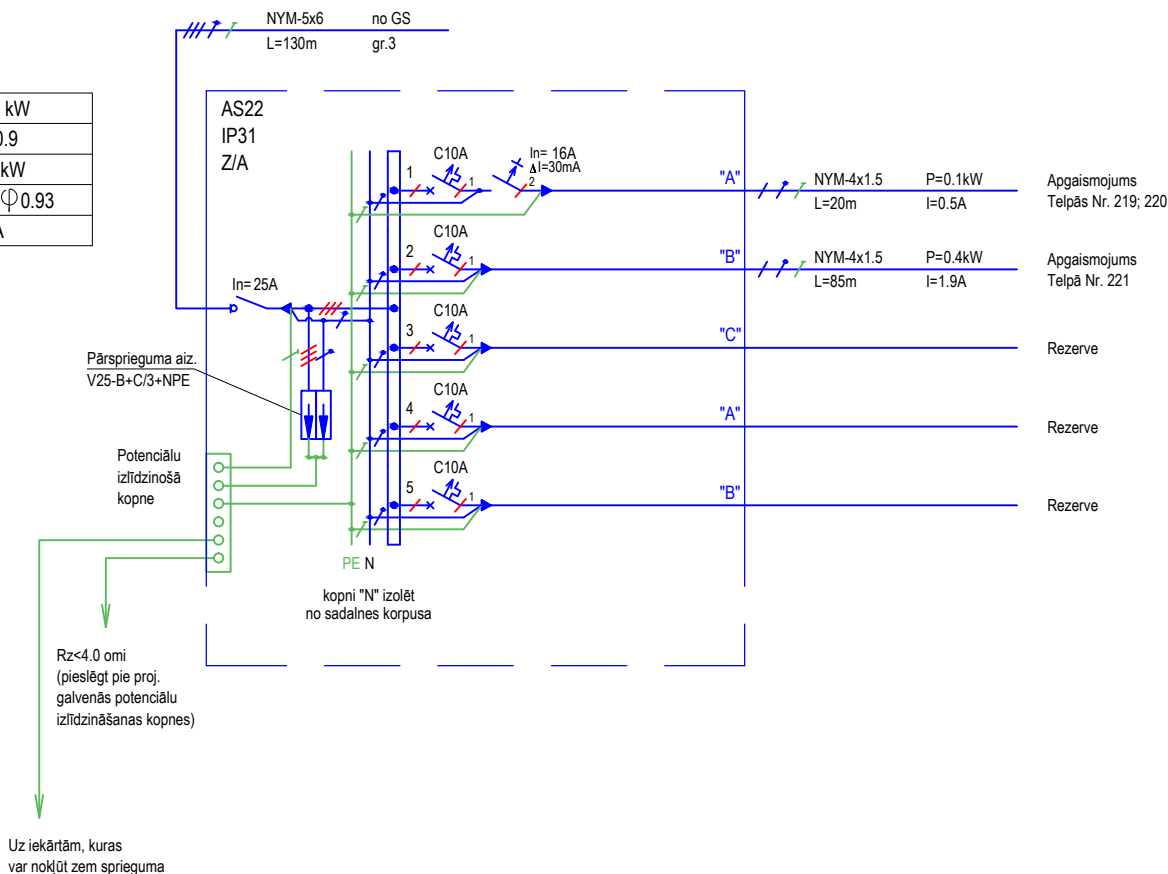 NYM-5x6 no GS
L=130m gr.3
kW
0.9
kW
φ 0.93
A
AS22
IP31
Z/A
1 C10A 1 In= 16A
ΔI=30mA
2
"A" NYM-4x1.5 P=0.1kW
L=20m I=0.5A
Apgaismojums
Telpās Nr. 219; 220
2 C10A 1
"B" NYM-4x1.5 P=0.4kW
L=85m I=1.9A
Apgaismojums
Telpā Nr. 221
In= 25A
3 C10A 1 "C" Rezerve
Pārsprieguma aiz.
V25-B+C/3+NPE
4 C10A 1 "A" Rezerve
Potenciālu
izlīdzinošā
kopne
5 C10A 1 "B" Rezerve
PE N
kopni "N" izolēt
no sadalnes korpusa
Rz<4.0 omi
(pieslēgt pie proj.
galvenās potenciālu
izlīdzināšanas kopnes)
Uz iekārtām, kuras
var nokļūt zem sprieguma